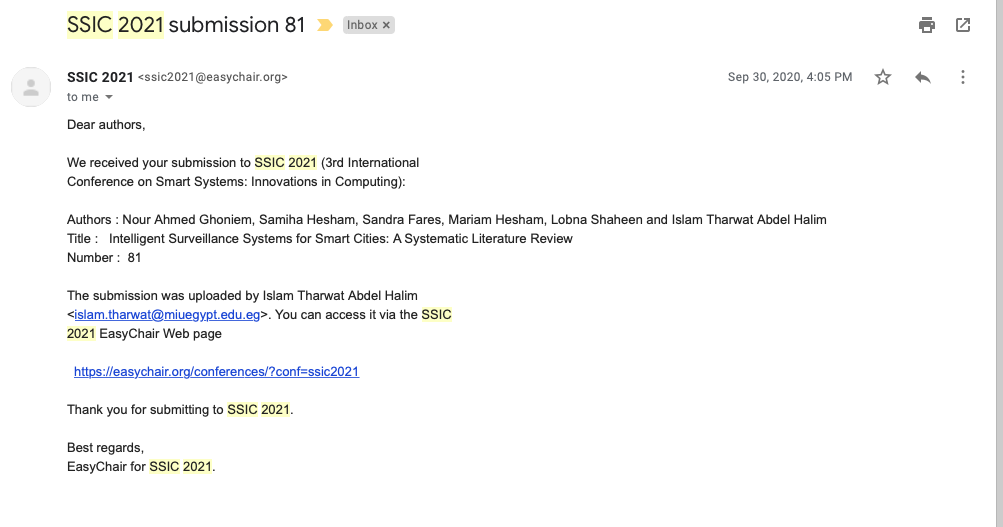 SSIC 2021 submission 81 Inbox ×
SSIC 2021 <ssic2021@easychair.org> Sep 30, 2020, 4:05 PM
to me
Dear authors,
We received your submission to SSIC 2021 (3rd International
Conference on Smart Systems: Innovations in Computing):
Authors : Nour Ahmed Ghoniem, Samiha Hesham, Sandra Fares, Mariam Hesham, Lobna Shaheen and Islam Tharwat Abdel Halim
Title : Intelligent Surveillance Systems for Smart Cities: A Systematic Literature Review
Number : 81
The submission was uploaded by Islam Tharwat Abdel Halim
<islam.tharwat@miuegypt.edu.eg>. You can access it via the SSIC
2021 EasyChair Web page
https://easychair.org/conferences/?conf=ssic2021
Thank you for submitting to SSIC 2021.
Best regards,
EasyChair for SSIC 2021.